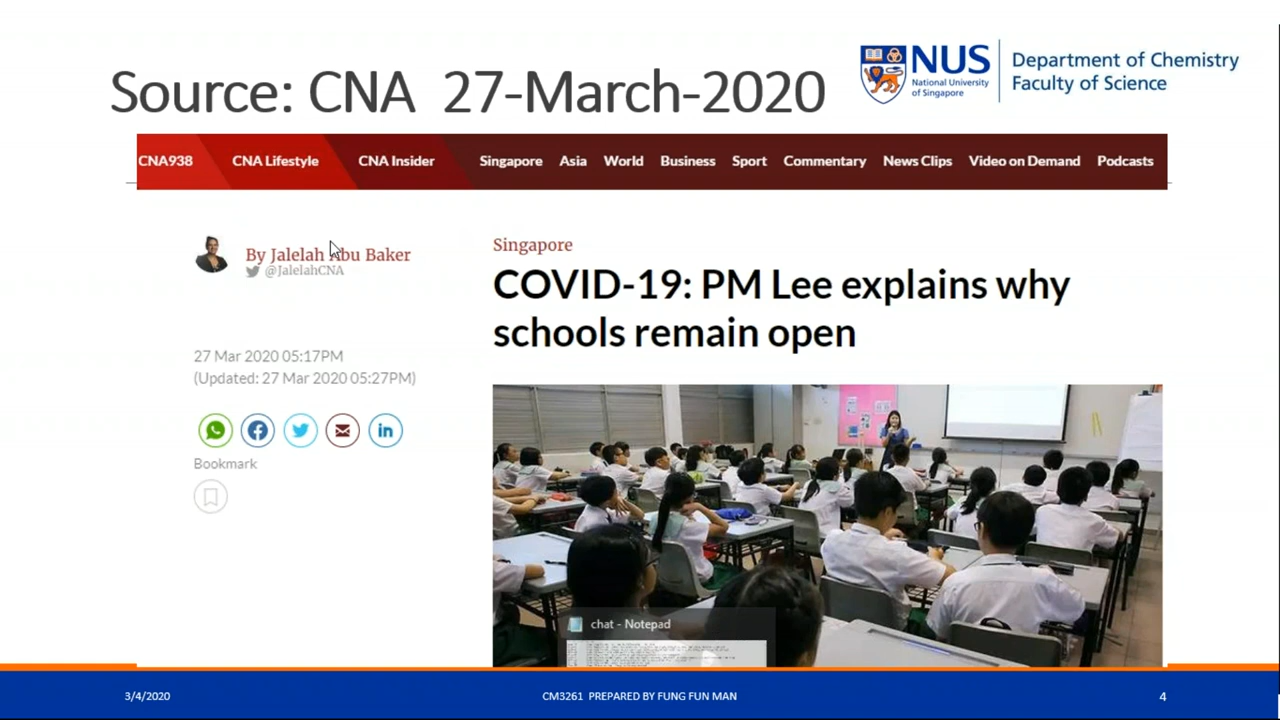 Source: CNA 27-March-2020
NUS
National University
of Singapore
Department of Chemistry
Faculty of Science
CNA938 CNA Lifestyle CNA Insider Singapore Asia World Business Sport Commentary News Clips Video on Demand Podcasts
By Jalelah Abu Baker
@JalelahCNA
27 Mar 2020 05:17PM
(Updated: 27 Mar 2020 05:27PM)
Bookmark
Singapore
COVID-19: PM Lee explains why
schools remain open
chat - Notepad
3/4/2020
CM3261 PREPARED BY FUNG FUN MAN
4